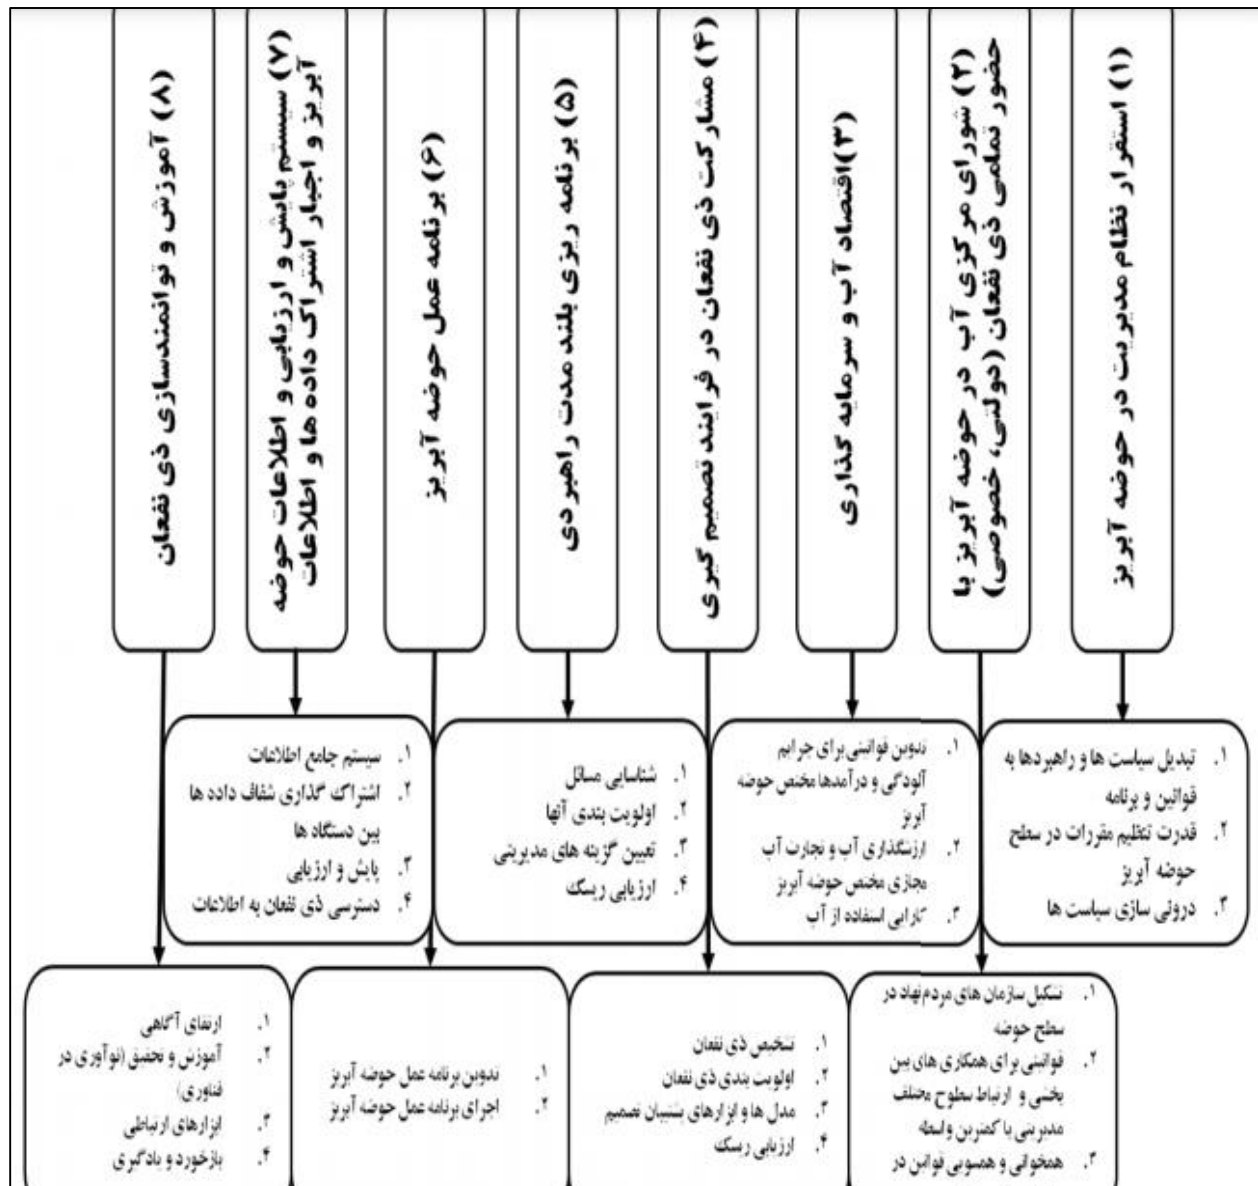 (۱) استقرار نظام مدیریت در حوضه آبریز
(۲) شورای مرکزی آب در حوضه آبریز با
حضور تمامی ذی نفعان (دولتی، خصوصی)
(۳)اقتصاد آب و سرمایه گذاری
(۴) مشارکت ذی نفعان در فرایند تصمیم گیری
(۵) برنامه ریزی بلند مدت راهبردی
(۶) برنامه عمل حوضه آبریز
(۷) سیستم پایش و ارزیابی و اطلاعات حوضه
آبریز و اجبار اشتراک داده ها و اطلاعات
(۸) آموزش و توانمندسازی ذی نفعان
۱. تبدیل سیاست ها و راهبردها به
قوانین و برنامه
۲. قدرت تنظیم مقررات در سطح
حوضه آبریز
۳. درونی سازی سیاست ها
۱. تدوین قوانینی برای جرایم
آلودگی و درآمدها مختص حوضه
آبریز
۲. ارزشگذاری آب و تجارت آب
مجازی مختص حوضه آبریز
۳. کارایی استفاده از آب
۱. شناسایی مسائل
۲. اولویت بندی آنها
۳. تعیین گزینه های مدیریتی
۴. ارزیابی ریسک
۱. سیستم جامع اطلاعات
۲. اشتراک گذاری شفاف داده ها
بین دستگاه ها
۳. پایش و ارزیابی
۴. دسترسی ذی نفعان به اطلاعات
۱. تشکیل سازمان های مردم نهاد در
سطح حوضه
۲. قوانینی برای همکاری های بین
بخشی و ارتباط سطوح مختلف
مدیریتی با کمترین واسطه
۳. همخوانی و همسویی قوانین در
۱. تشخیص ذی نفعان
۲. اولویت بندی ذی نفعان
۳. مدل ها و ابزارهای پشتیبان تصمیم
۴. ارزیابی ریسک
۱. تدوین برنامه عمل حوضه آبریز
۲. اجرای برنامه عمل حوضه آبریز
۱. ارتقای آگاهی
۲. آموزش و تحقیق (نوآوری در
فناوری)
۳. ابزارهای ارتباطی
۴. بازخورد و یادگیری